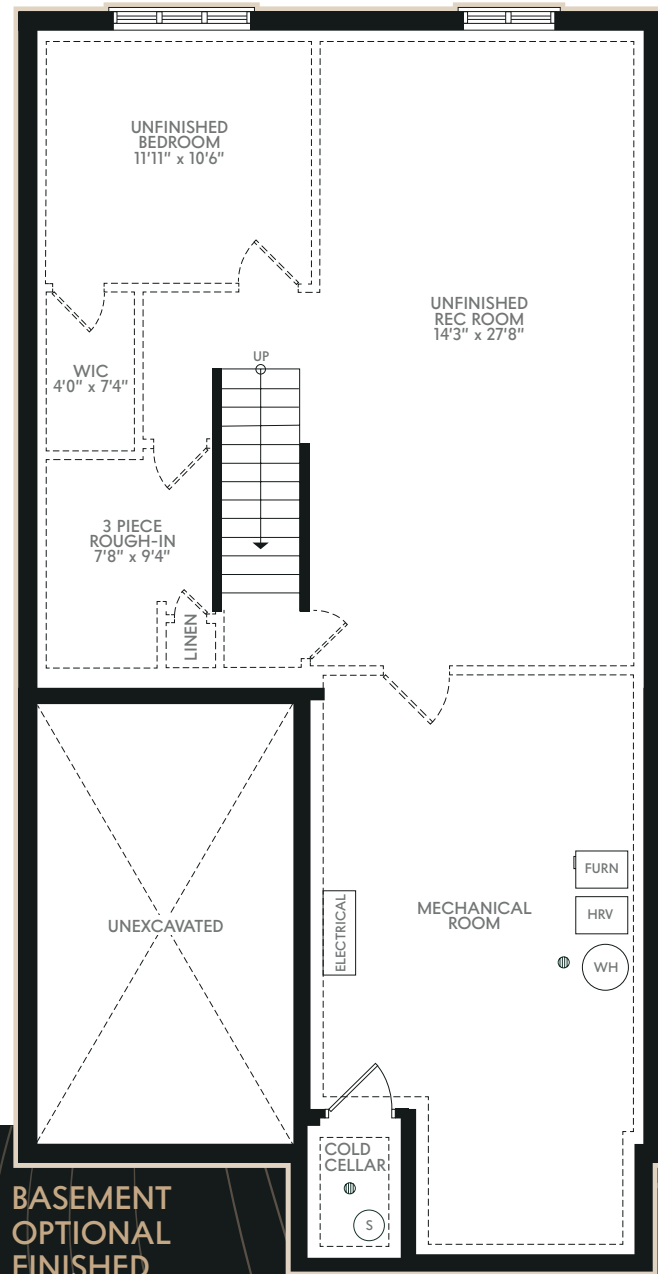 UNFINISHED
BEDROOM
11'11" x 10'6"
UNFINISHED
REC ROOM
14'3" x 27'8"
UP
WIC
4'0" x 7'4"
3 PIECE
ROUGH-IN
7'8" x 9'4"
LINEN
FURN
ELECTRICAL
MECHANICAL
ROOM
HRV
UNEXCAVATED
WH
COLD
CELLAR
S
BASEMENT
OPTIONAL
FINISHED